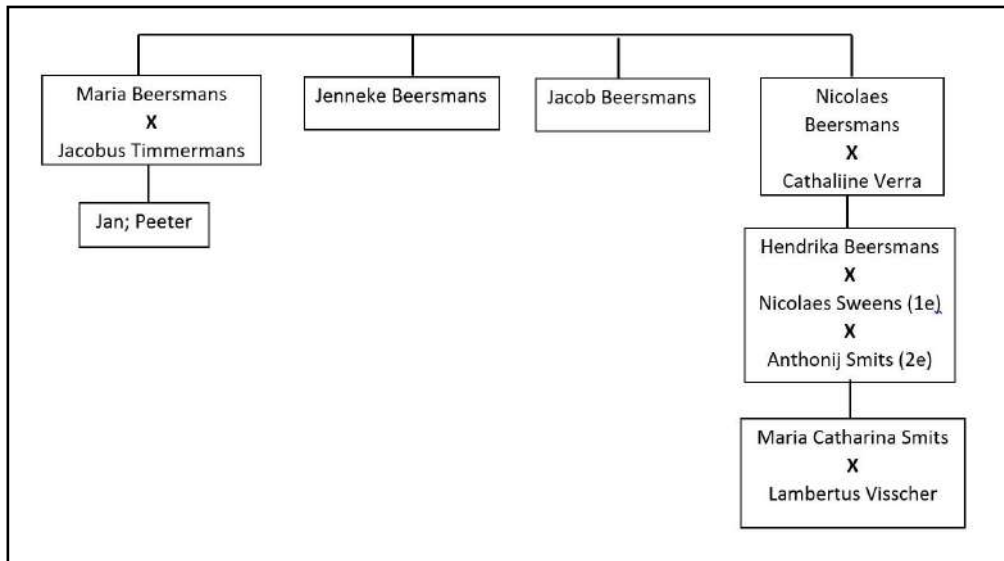 Maria Beersmans
X
Jacobus Timmermans
Jenneke Beersmans
Jacob Beersmans
Nicolaes
Beersmans
X
Cathalijne Verra
Jan; Peeter
Hendrika Beersmans
X
Nicolaes Sweens (1e)
X
Anthonij Smits (2e)
Maria Catharina Smits
X
Lambertus Visscher